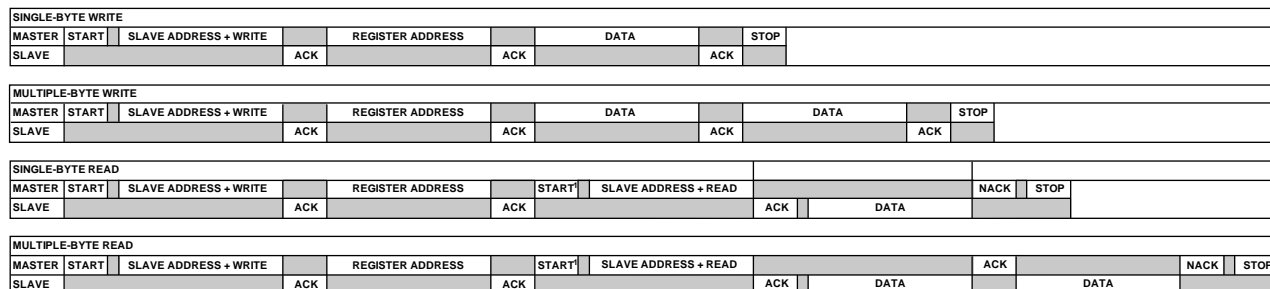 SINGLE-BYTE WRITE
MASTER START SLAVE ADDRESS + WRITE REGISTER ADDRESS DATA STOP
SLAVE ACK ACK ACK
MULTIPLE-BYTE WRITE
MASTER START SLAVE ADDRESS + WRITE REGISTER ADDRESS DATA DATA STOP
SLAVE ACK ACK ACK ACK
SINGLE-BYTE READ
MASTER START SLAVE ADDRESS + WRITE REGISTER ADDRESS START¹ SLAVE ADDRESS + READ NACK STOP
SLAVE ACK ACK ACK DATA
MULTIPLE-BYTE READ
MASTER START SLAVE ADDRESS + WRITE REGISTER ADDRESS START¹ SLAVE ADDRESS + READ ACK NACK STOP
SLAVE ACK ACK ACK DATA DATA